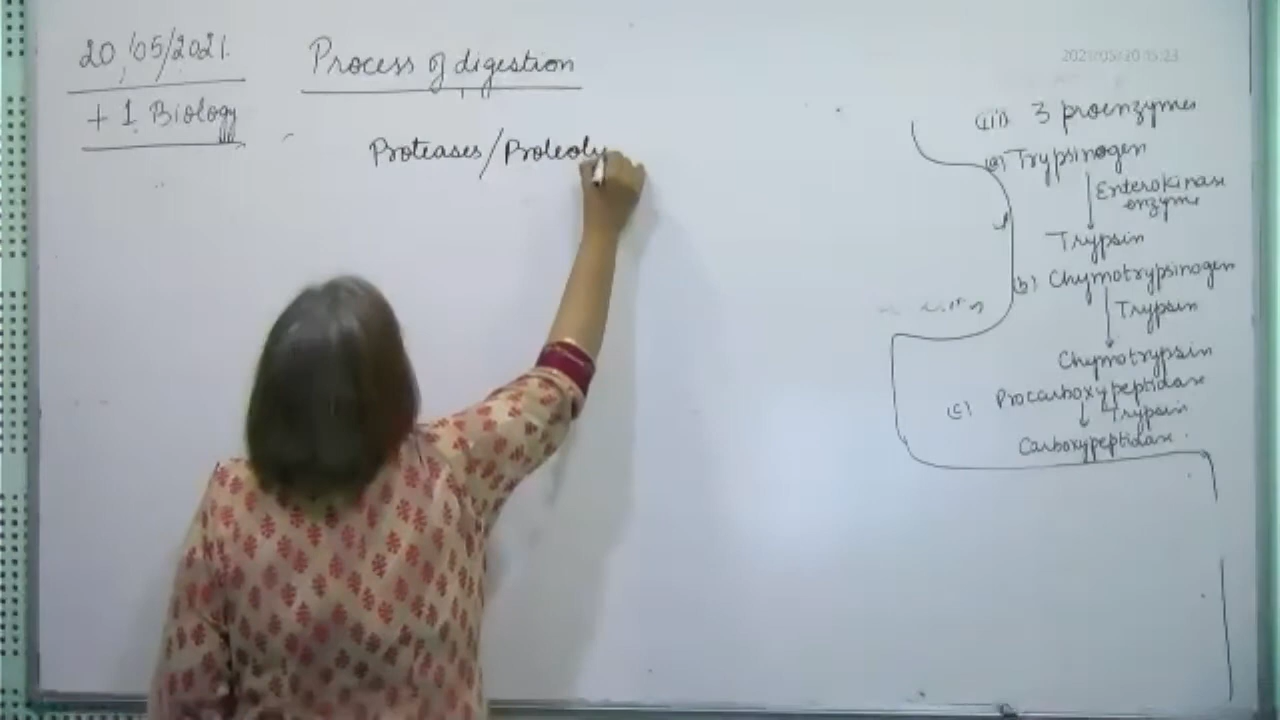 20/05/2021.
+ 1 Biology
Process of digestion
Proteases/Proteoly
(iii) 3 proenzymes
(a) Trypsinogen
Enterokinase
enzyme
Trypsin
(b) Chymotrypsinogen
Trypsin
Chymotrypsin
(c) Procarboxypeptidase
Trypsin
Carboxypeptidase.